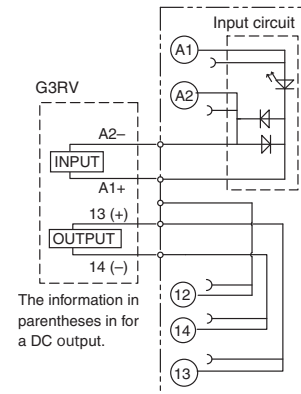 Input circuit
A1
A2
G3RV
A2–
INPUT
A1+
13 (+)
OUTPUT
14 (–)
12
14
13
The information in
parentheses in for
a DC output.